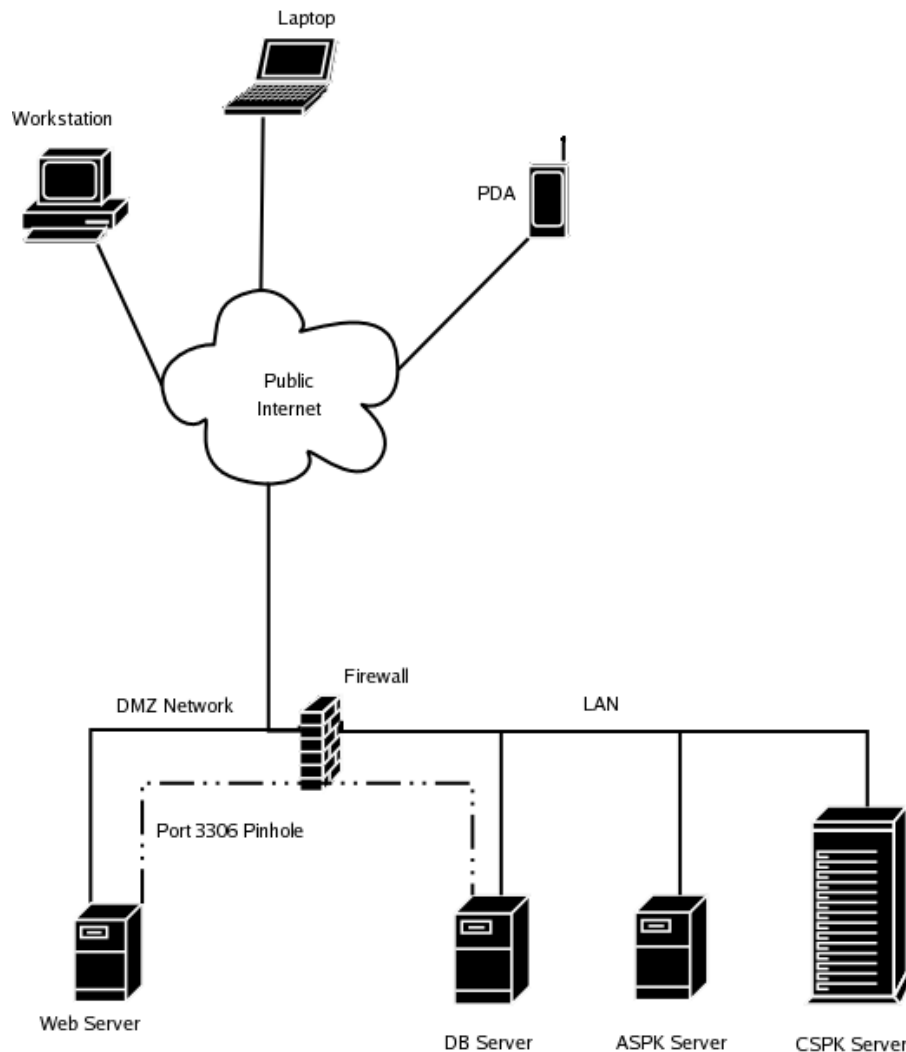 Laptop
Workstation
PDA
Public
Internet
Firewall
DMZ Network
LAN
Port 3306 Pinhole
Web Server
DB Server
ASPK Server
CSPK Server